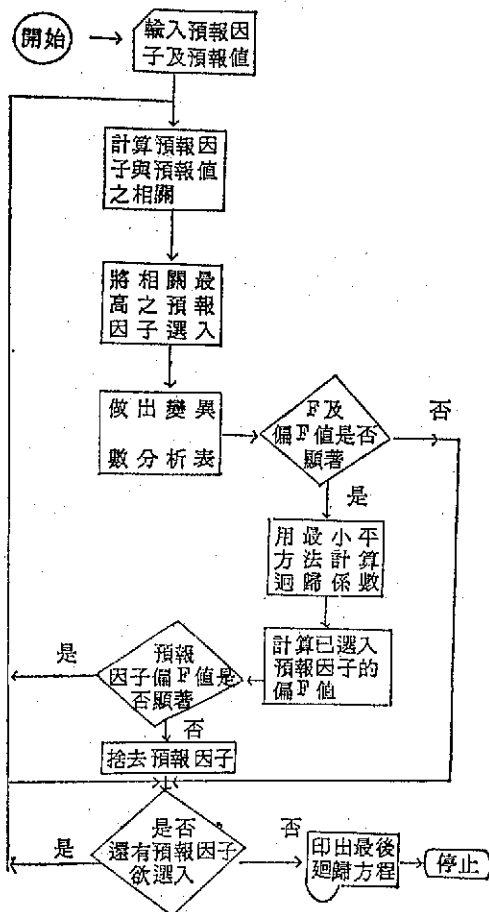 開始
輸入預報因
子及預報值
計算預報因
子與預報值
之相關
將相關最
高之預報
因子選入
做出變異
數分析表
F及
偏F值是否
顯著
否
是
用最小平
方法計算
迴歸係數
計算已選入
預報因子的
偏F值
預報
因子偏F值是
否顯著
是
否
捨去預報因子
是否
還有預報因子
欲選入
是
否
印出最後
廻歸方程
停止